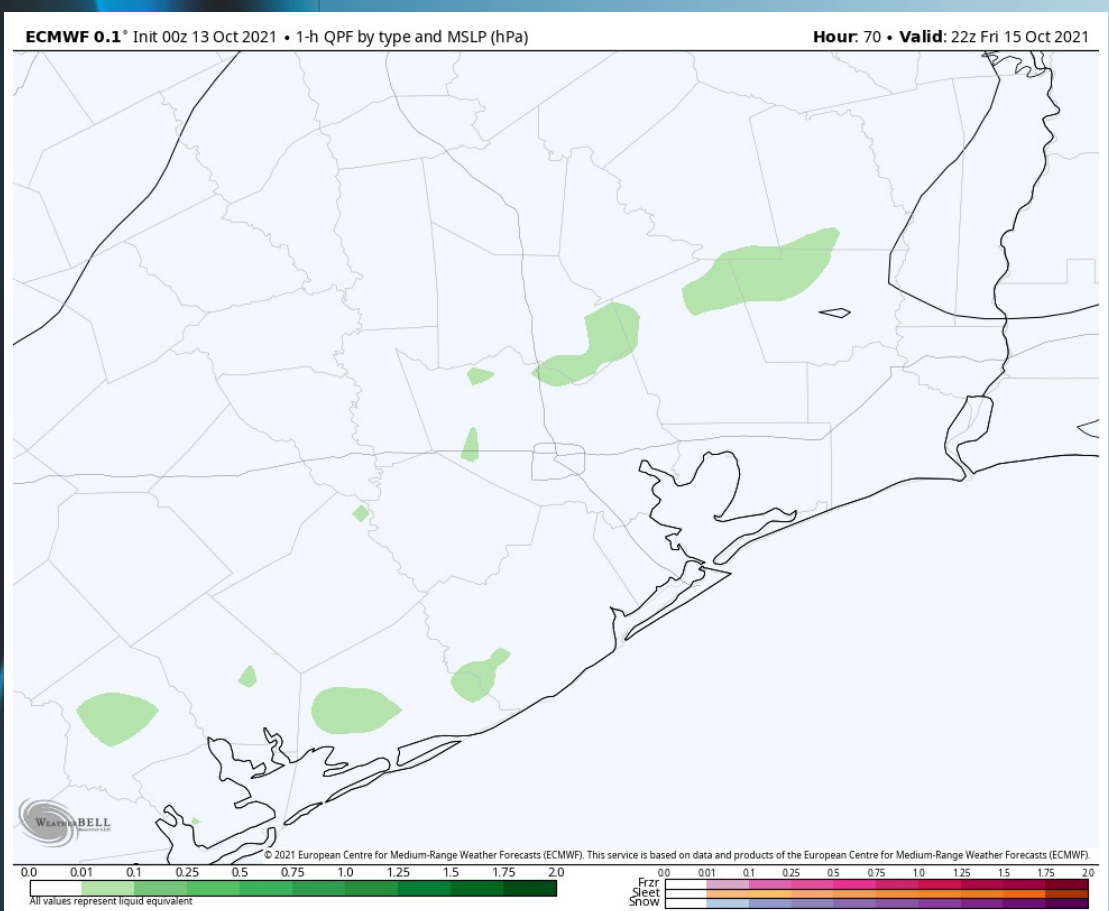 ECMWF 0.1° Init 00z 13 Oct 2021 • 1-h QPF by type and MSLP (hPa)
Hour: 70 • Valid: 22z Fri 15 Oct 2021
WEATHERBELL
© 2021 European Centre for Medium-Range Weather Forecasts (ECMWF). This service is based on data and products of the European Centre for Medium-Range Weather Forecasts (ECMWF).
0.0 0.01 0.1 0.25 0.5 0.75 1.0 1.25 1.5 1.75 2.0
All values represent liquid equivalent
0.0 0.01 0.1 0.25 0.5 0.75 1.0 1.25 1.5 1.75 2.0
Frzr
Sleet
Snow